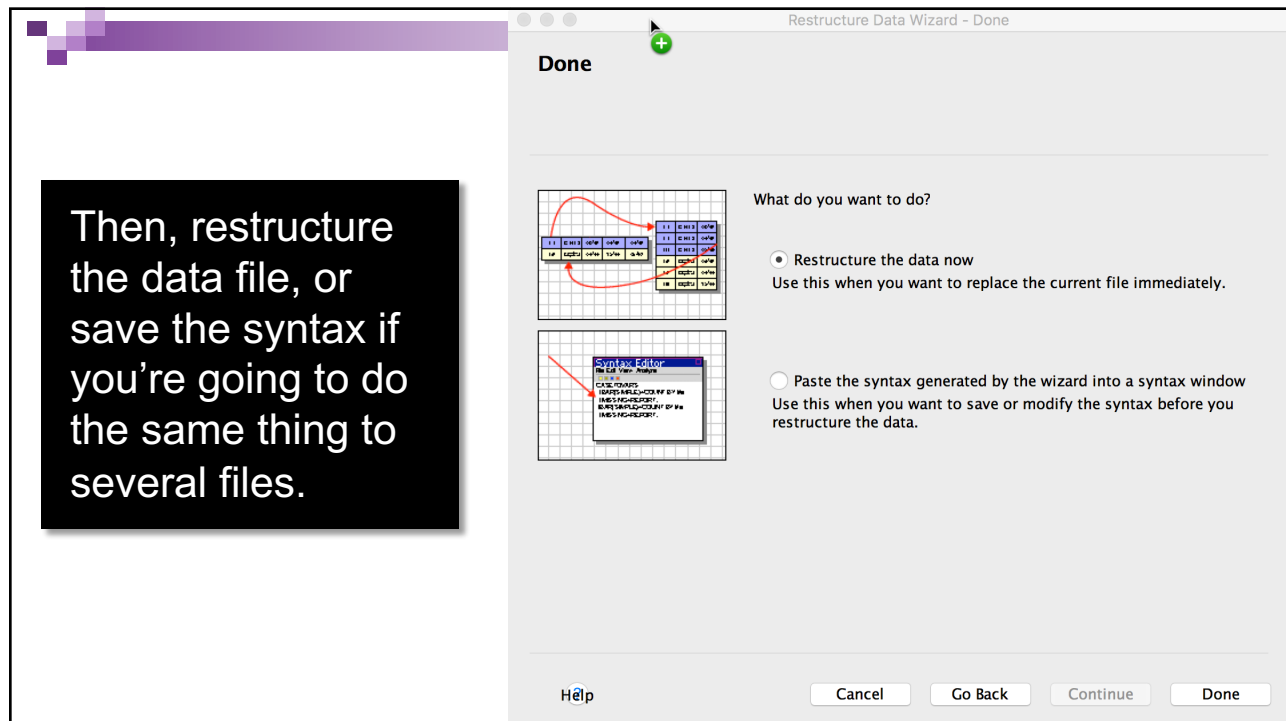 Restructure Data Wizard - Done
Done
Then, restructure
the data file, or
save the syntax if
you’re going to do
the same thing to
several files.
What do you want to do?
Restructure the data now
Use this when you want to replace the current file immediately.
Syntax Editor
Paste the syntax generated by the wizard into a syntax window
Use this when you want to save or modify the syntax before you
restructure the data.
Help
Cancel
Go Back
Continue
Done